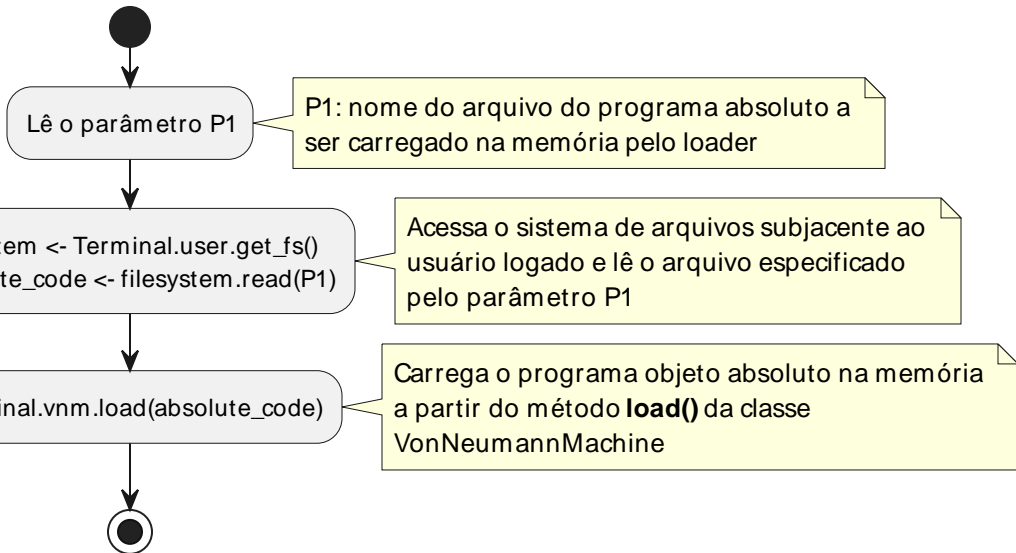 Lê o parâmetro P1
P1: nome do arquivo do programa absoluto a
ser carregado na memória pelo loader
tem <- Terminal.user.get_fs()
te_code <- filesystem.read(P1)
Acessa o sistema de arquivos subjacente ao
usuário logado e lê o arquivo especificado
pelo parâmetro P1
inal.vnm.load(absolute_code)
Carrega o programa objeto absoluto na memória
a partir do método load() da classe
VonNeumannMachine